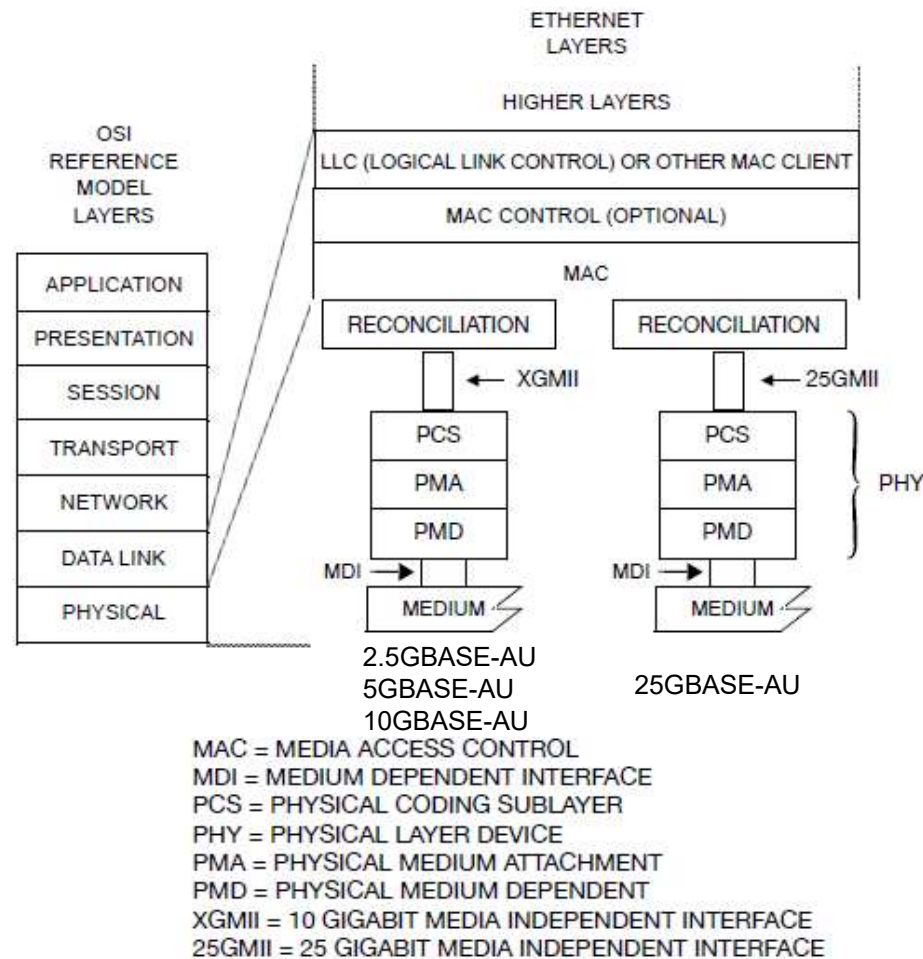 ETHERNET
LAYERS
HIGHER LAYERS
OSI
REFERENCE
MODEL
LAYERS
LLC (LOGICAL LINK CONTROL) OR OTHER MAC CLIENT
MAC CONTROL (OPTIONAL)
MAC
APPLICATION
PRESENTATION
SESSION
TRANSPORT
NETWORK
DATA LINK
PHYSICAL
RECONCILIATION
XGMII
PCS
PMA
PMD
MDI
MEDIUM
2.5GBASE-AU
5GBASE-AU
10GBASE-AU
RECONCILIATION
25GMII
PCS
PMA
PMD
PHY
MDI
MEDIUM
25GBASE-AU
MAC = MEDIA ACCESS CONTROL
MDI = MEDIUM DEPENDENT INTERFACE
PCS = PHYSICAL CODING SUBLAYER
PHY = PHYSICAL LAYER DEVICE
PMA = PHYSICAL MEDIUM ATTACHMENT
PMD = PHYSICAL MEDIUM DEPENDENT
XGMII = 10 GIGABIT MEDIA INDEPENDENT INTERFACE
25GMII = 25 GIGABIT MEDIA INDEPENDENT INTERFACE